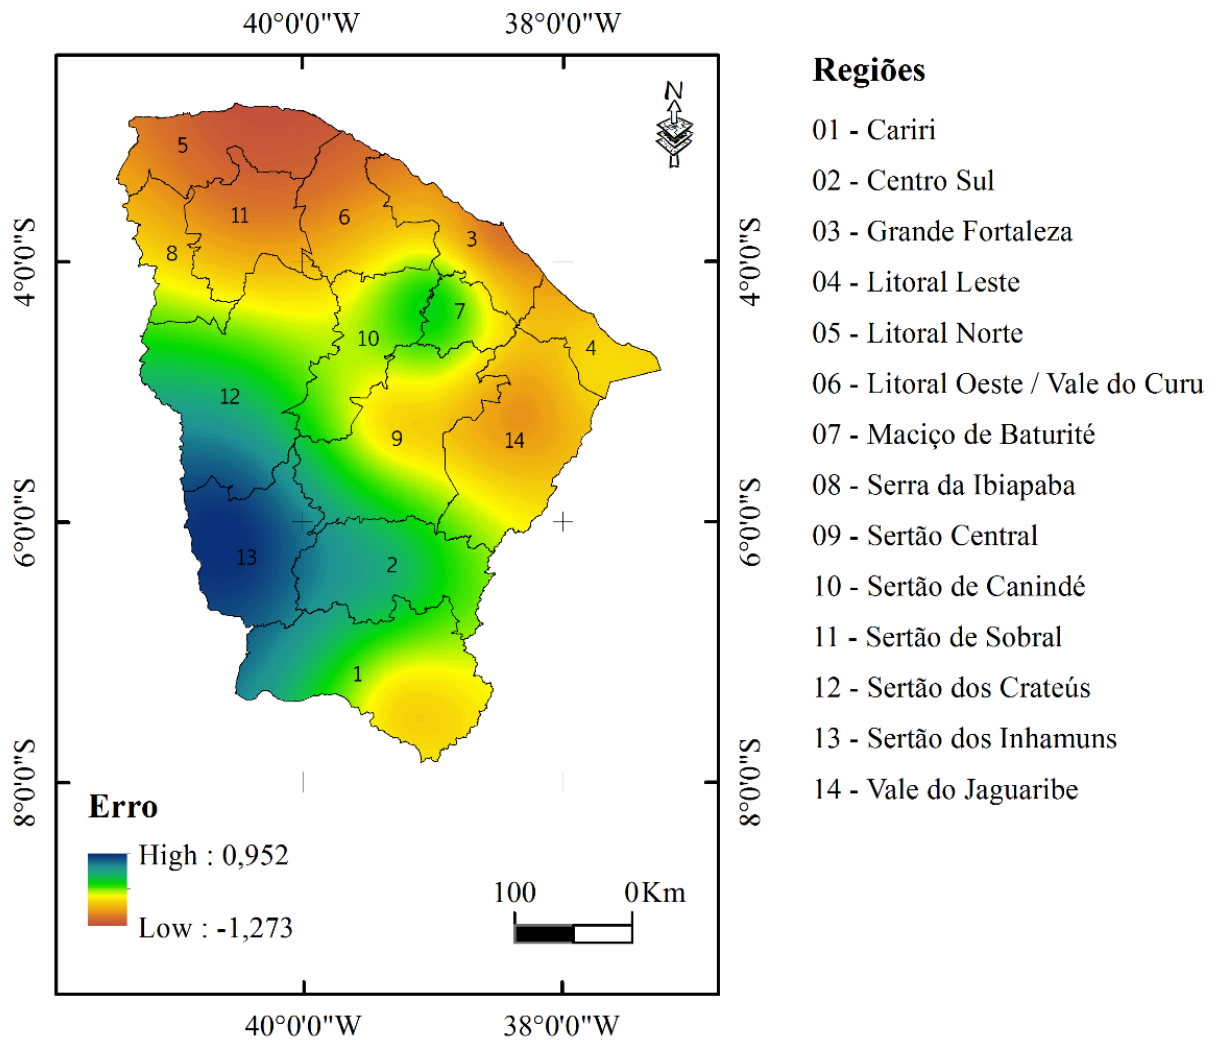 40°0'0"W 38°0'0"W
N
4°0'0"S
6°0'0"S
8°0'0"S
5
11
6
8
3
7
10
4
12
9
14
13
2
1
4°0'0"S
6°0'0"S
8°0'0"S
Erro
High : 0,952
Low : -1,273
100 0Km
40°0'0"W 38°0'0"W
Regiões
01 - Cariri
02 - Centro Sul
03 - Grande Fortaleza
04 - Litoral Leste
05 - Litoral Norte
06 - Litoral Oeste / Vale do Curu
07 - Maciço de Baturité
08 - Serra da Ibiapaba
09 - Sertão Central
10 - Sertão de Canindé
11 - Sertão de Sobral
12 - Sertão dos Crateús
13 - Sertão dos Inhamuns
14 - Vale do Jaguaribe